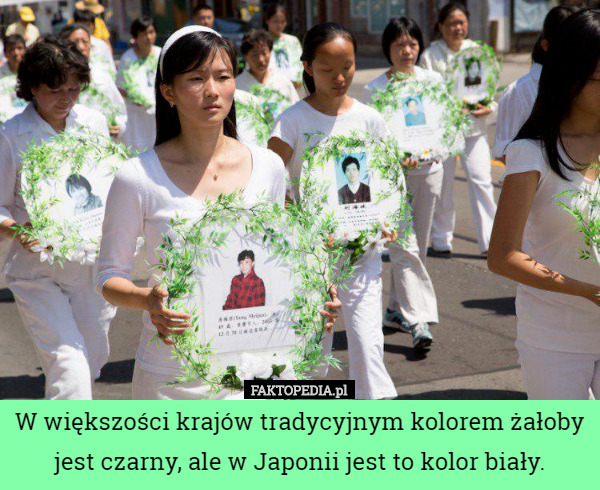 FAKTOPEDIA.pl
W większości krajów tradycyjnym kolorem żałoby
jest czarny, ale w Japonii jest to kolor biały.